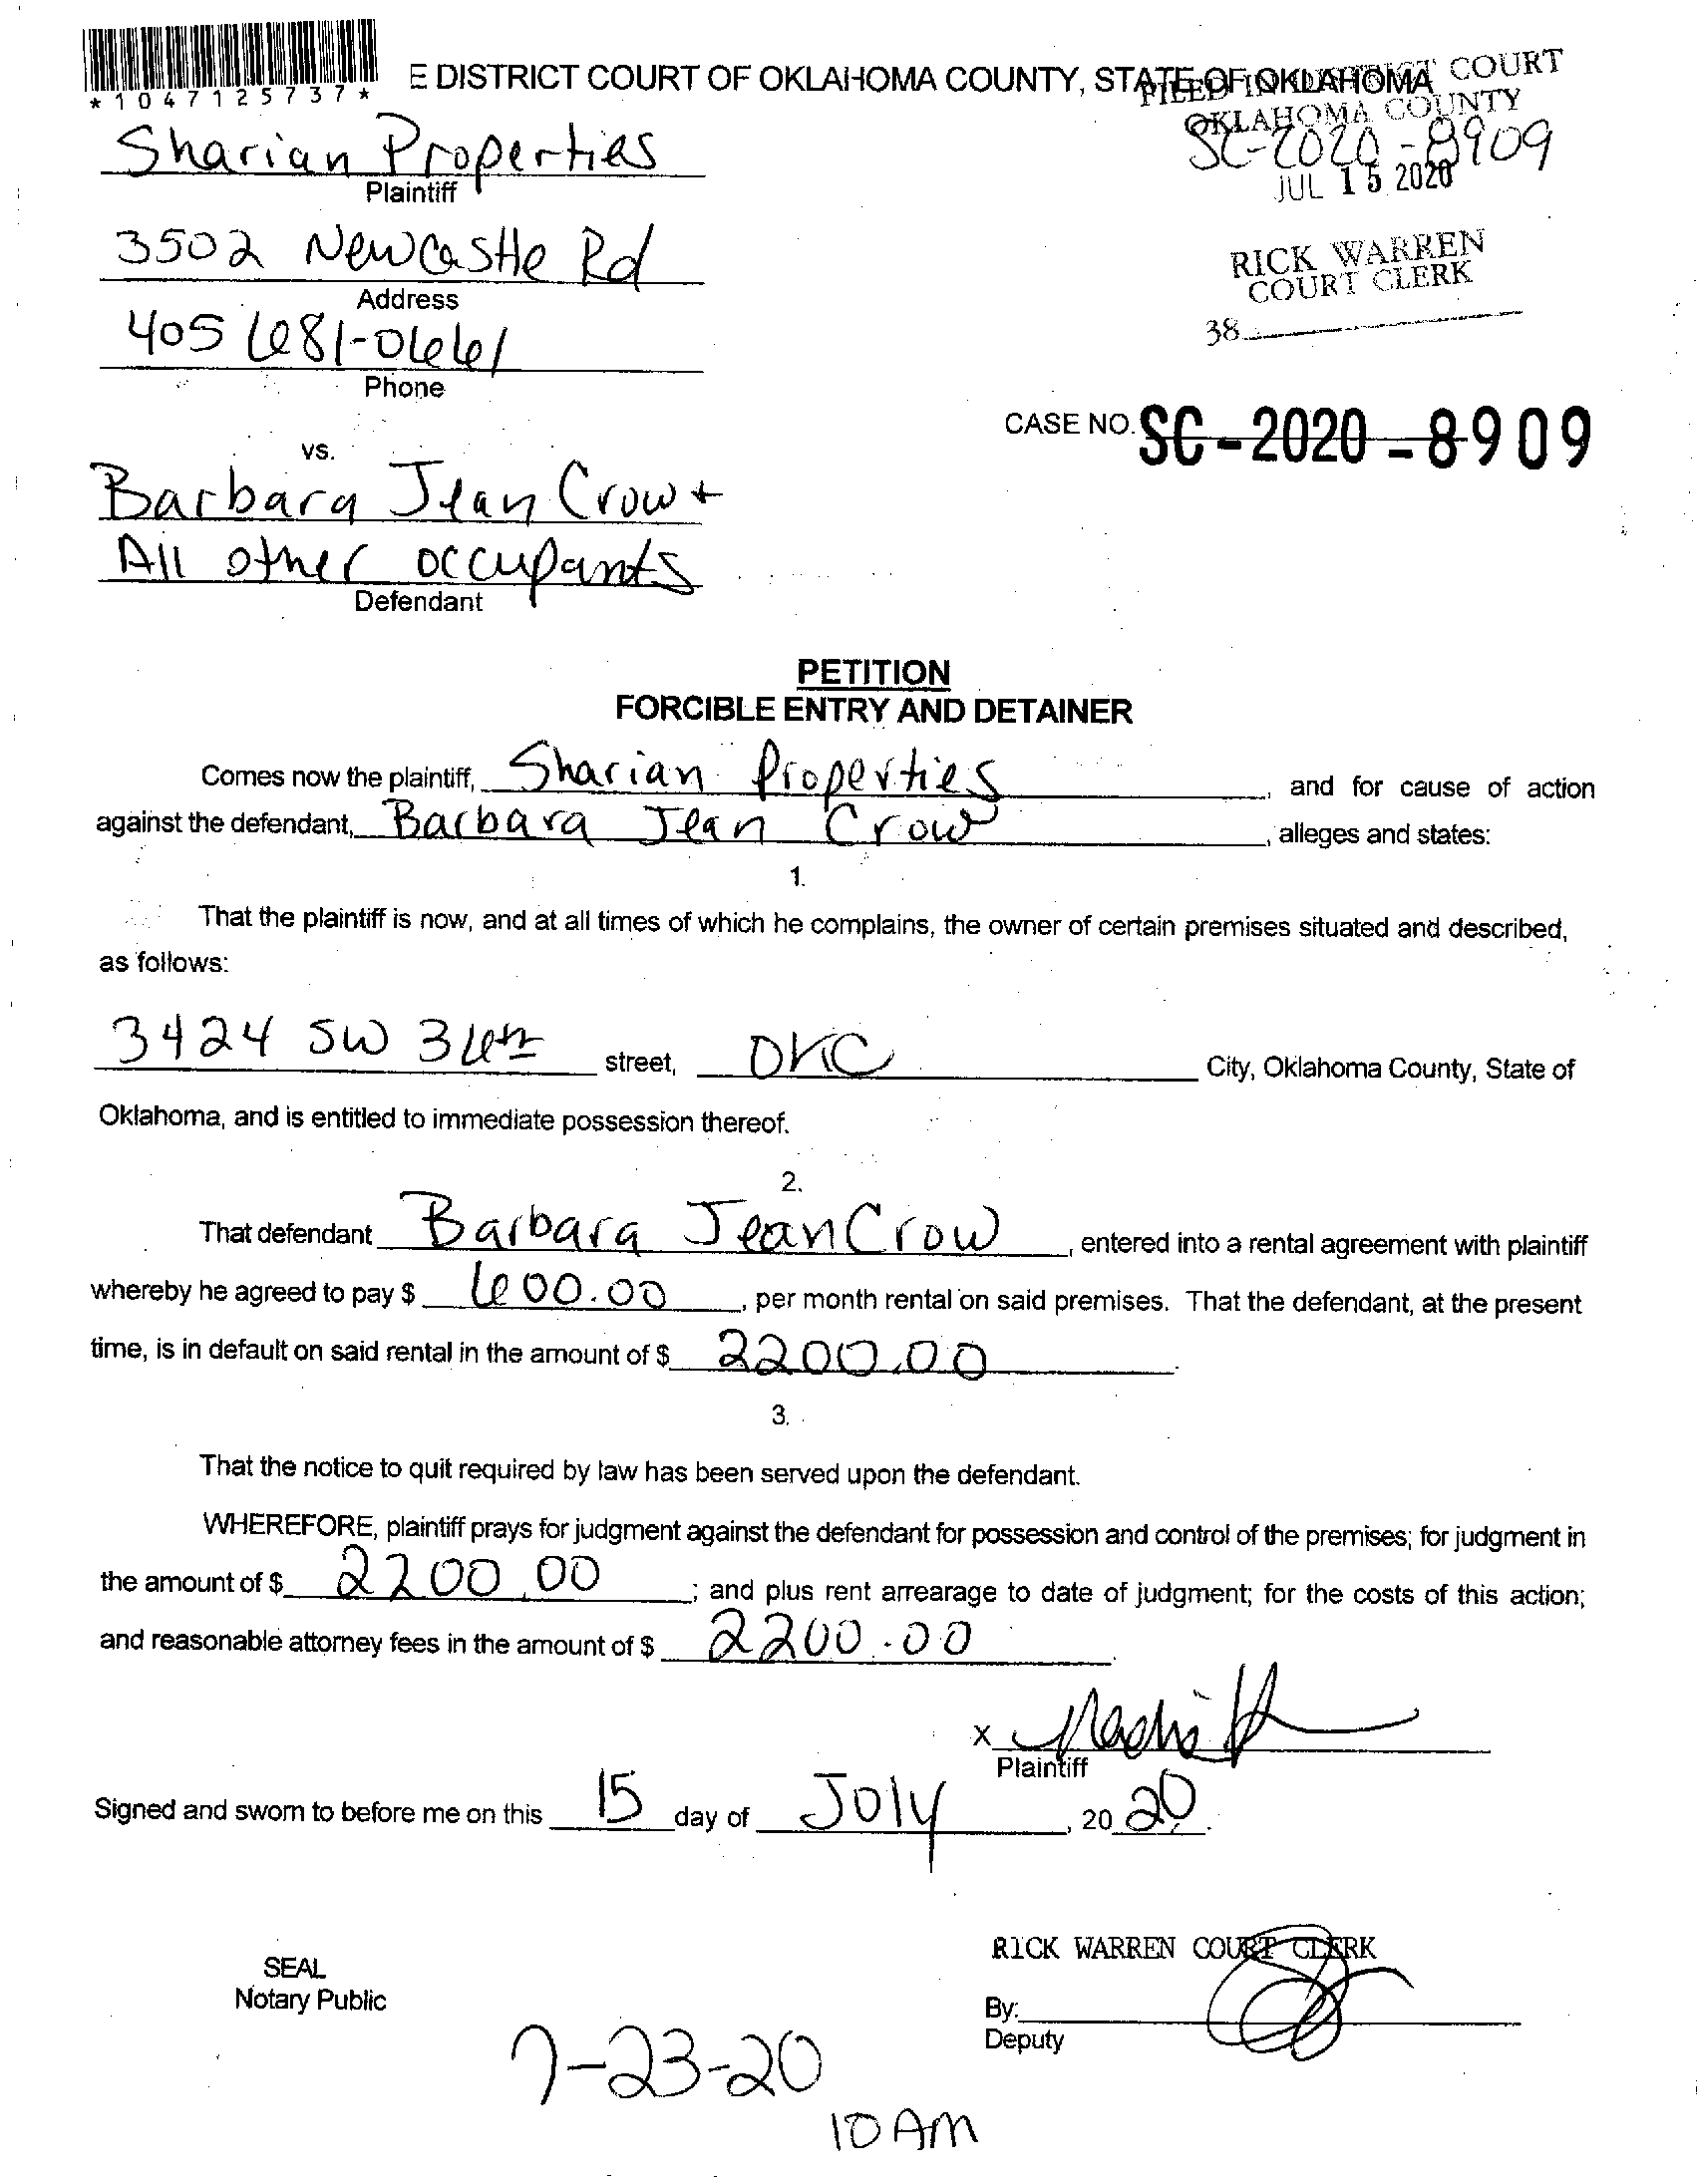 *1047125737*
E DISTRICT COURT OF OKLAHOMA COUNTY, STATE OF OKLAHOMA
FILED IN DISTRICT COURT
OKLAHOMA COUNTY
Sharian Properties
SC-2020-8909
Plaintiff
JUL 15 2020
3502 Newcastle Rd
RICK WARREN
COURT CLERK
Address
405 681-0661
38
Phone
CASE NO. SC-2020-8909
vs.
Barbara Jean Crow +
All other occupants
Defendant
PETITION
FORCIBLE ENTRY AND DETAINER
Comes now the plaintiff, Sharian Properties, and for cause of action
against the defendant, Barbara Jean Crow, alleges and states:
1.
That the plaintiff is now, and at all times of which he complains, the owner of certain premises situated and described,
as follows:
3424 SW 36th street, OKC City, Oklahoma County, State of
Oklahoma, and is entitled to immediate possession thereof.
2.
That defendant Barbara Jean Crow, entered into a rental agreement with plaintiff
whereby he agreed to pay $ 600.00, per month rental on said premises. That the defendant, at the present
time, is in default on said rental in the amount of $ 2200.00.
3.
That the notice to quit required by law has been served upon the defendant.
WHEREFORE, plaintiff prays for judgment against the defendant for possession and control of the premises; for judgment in
the amount of $ 2200.00; and plus rent arrearage to date of judgment; for the costs of this action;
and reasonable attorney fees in the amount of $ 2200.00.
X
Plaintiff
Signed and sworn to before me on this 15 day of July, 20 20.
RICK WARREN COURT CLERK
SEAL
Notary Public
By:
Deputy
7-23-20
10 AM